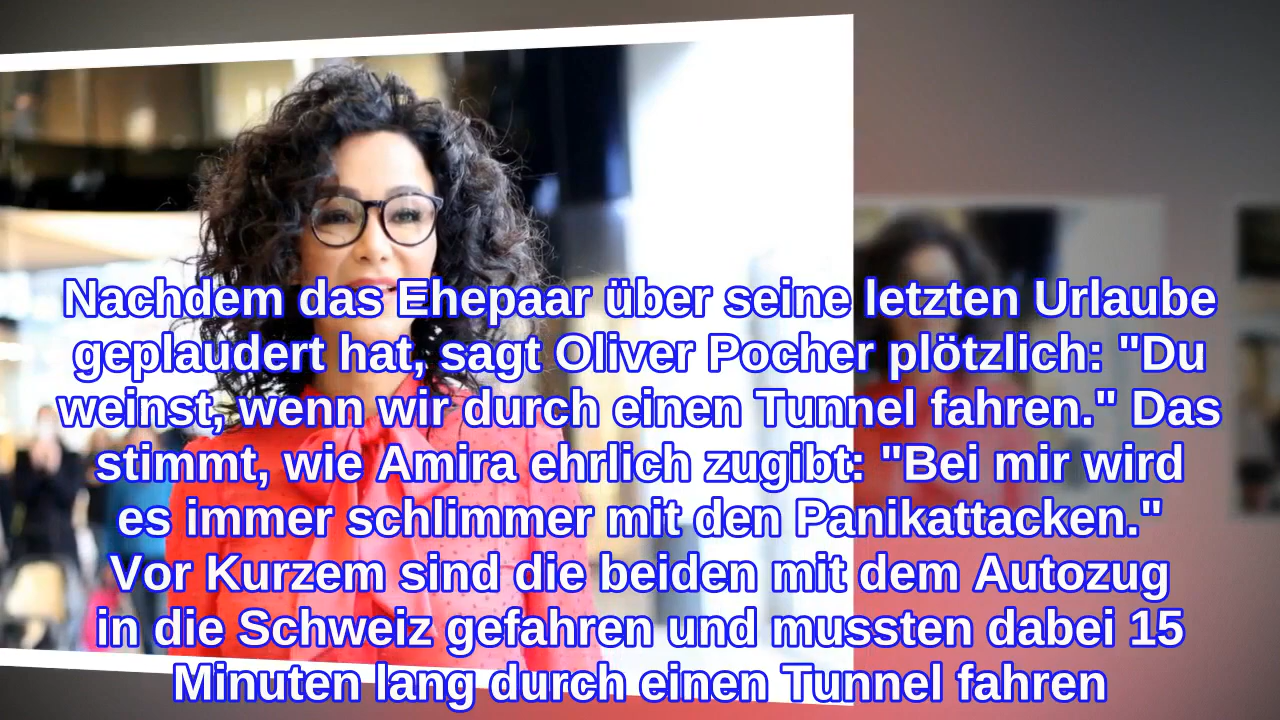 Nachdem das Ehepaar über seine letzten Urlaube
geplaudert hat, sagt Oliver Pocher plötzlich: "Du
weinst, wenn wir durch einen Tunnel fahren." Das
stimmt, wie Amira ehrlich zugibt: "Bei mir wird
es immer schlimmer mit den Panikattacken."
Vor Kurzem sind die beiden mit dem Autozug
in die Schweiz gefahren und mussten dabei 15
Minuten lang durch einen Tunnel fahren